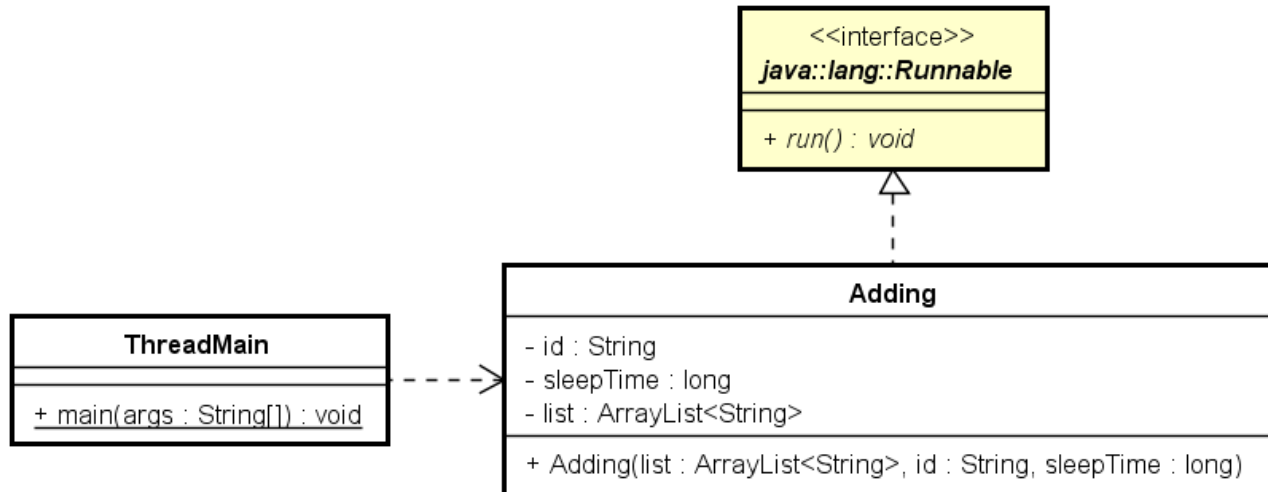 <<interface>>
java::lang::Runnable
+ run() : void
ThreadMain
+ main(args : String[]) : void
Adding
- id : String
- sleepTime : long
- list : ArrayList<String>
+ Adding(list : ArrayList<String>, id : String, sleepTime : long)